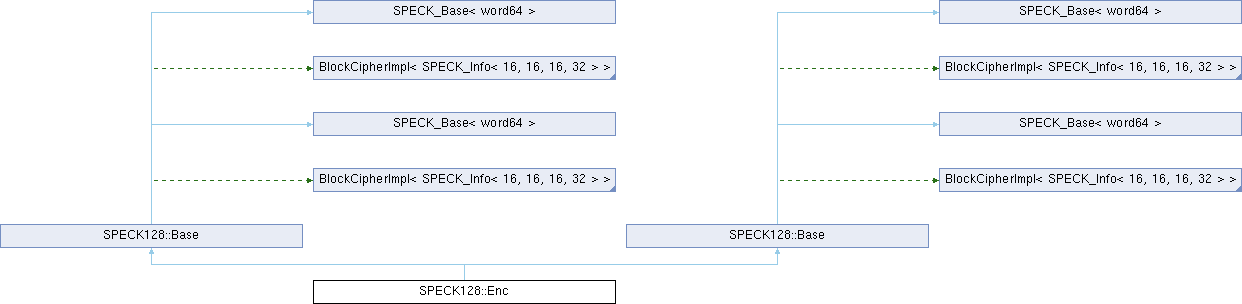 SPECK_Base< word64 >
SPECK_Base< word64 >
BlockCipherImpl< SPECK_Info< 16, 16, 16, 32 > >
BlockCipherImpl< SPECK_Info< 16, 16, 16, 32 > >
SPECK_Base< word64 >
SPECK_Base< word64 >
BlockCipherImpl< SPECK_Info< 16, 16, 16, 32 > >
BlockCipherImpl< SPECK_Info< 16, 16, 16, 32 > >
SPECK128::Base
SPECK128::Base
SPECK128::Enc